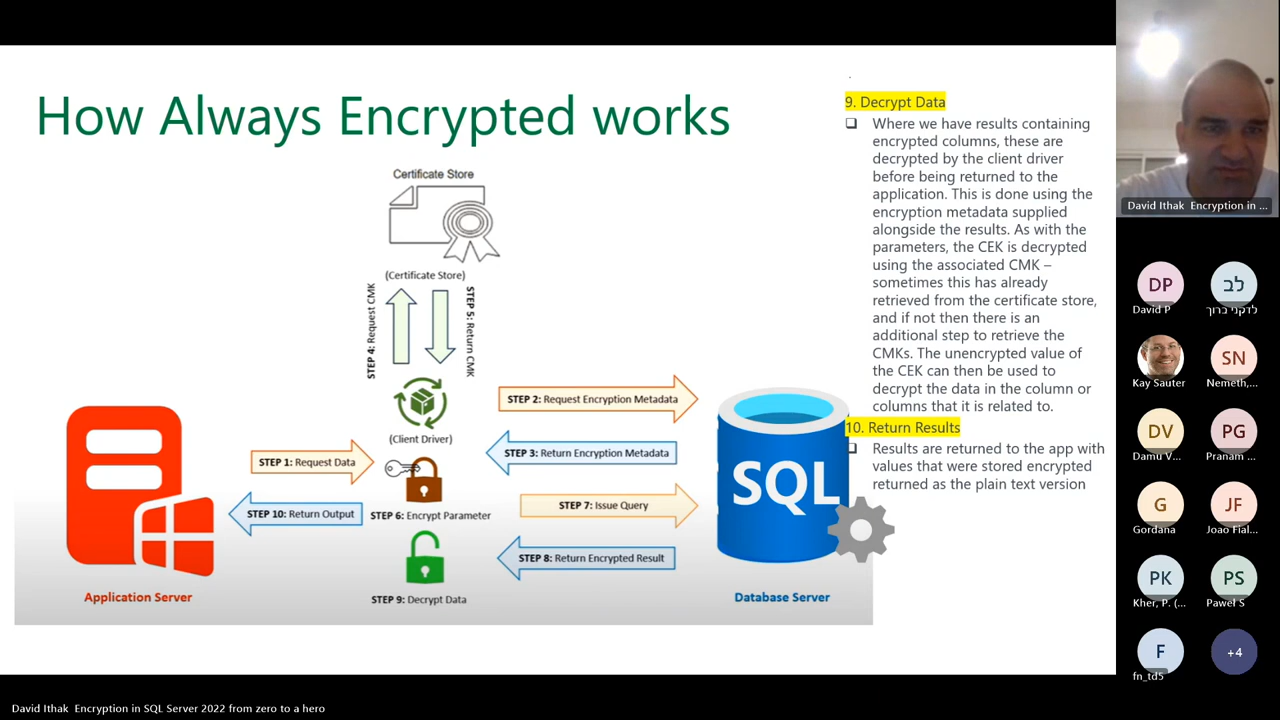 How Always Encrypted works
Certificate Store
(Certificate Store)
STEP 4: Request CMK
STEP 5: Return CMK
(Client Driver)
STEP 1: Request Data
STEP 2: Request Encryption Metadata
STEP 3: Return Encryption Metadata
STEP 10: Return Output
STEP 6: Encrypt Parameter
STEP 7: Issue Query
STEP 8: Return Encrypted Result
STEP 9: Decrypt Data
SQL
Application Server
Database Server
9. Decrypt Data
Where we have results containing
encrypted columns, these are
decrypted by the client driver
before being returned to the
application. This is done using the
encryption metadata supplied
alongside the results. As with the
parameters, the CEK is decrypted
using the associated CMK –
sometimes this has already
retrieved from the certificate store,
and if not then there is an
additional step to retrieve the
CMKs. The unencrypted value of
the CEK can then be used to
decrypt the data in the column or
columns that it is related to.
10. Return Results
Results are returned to the app with
values that were stored encrypted
returned as the plain text version
David Ithak Encryption in ...
DP
David P
לב
לדקני ברוך
Kay Sauter
SN
Nemeth,...
DV
Damu V...
PG
Pranam ...
G
Gordana
JF
Joao Fial...
PK
Kher, P. (...
PS
Paweł S
F
fn_td5
+4
David Ithak Encryption in SQL Server 2022 from zero to a hero